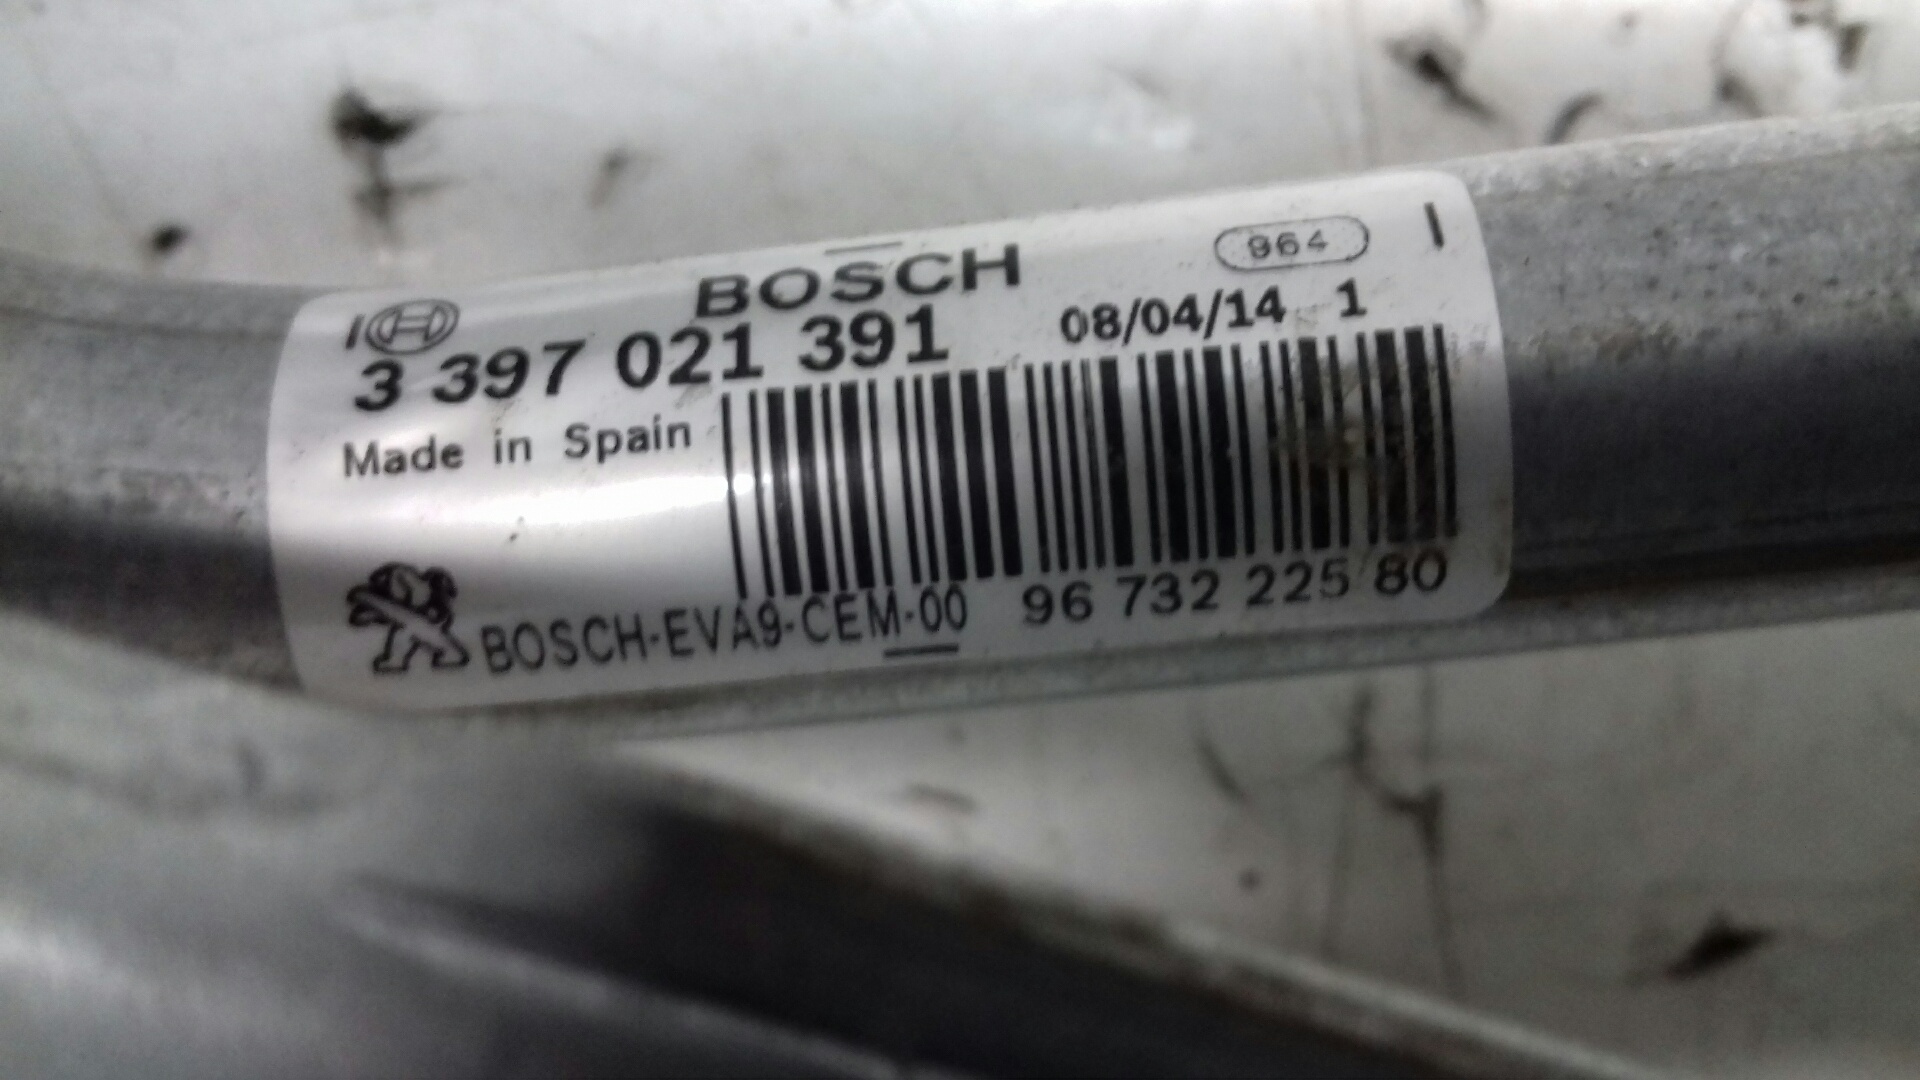 BOSCH 964 I
3 397 021 391 08/04/14 1
Made in Spain
BOSCH-EVA9-CEM-00 96 732 225 80